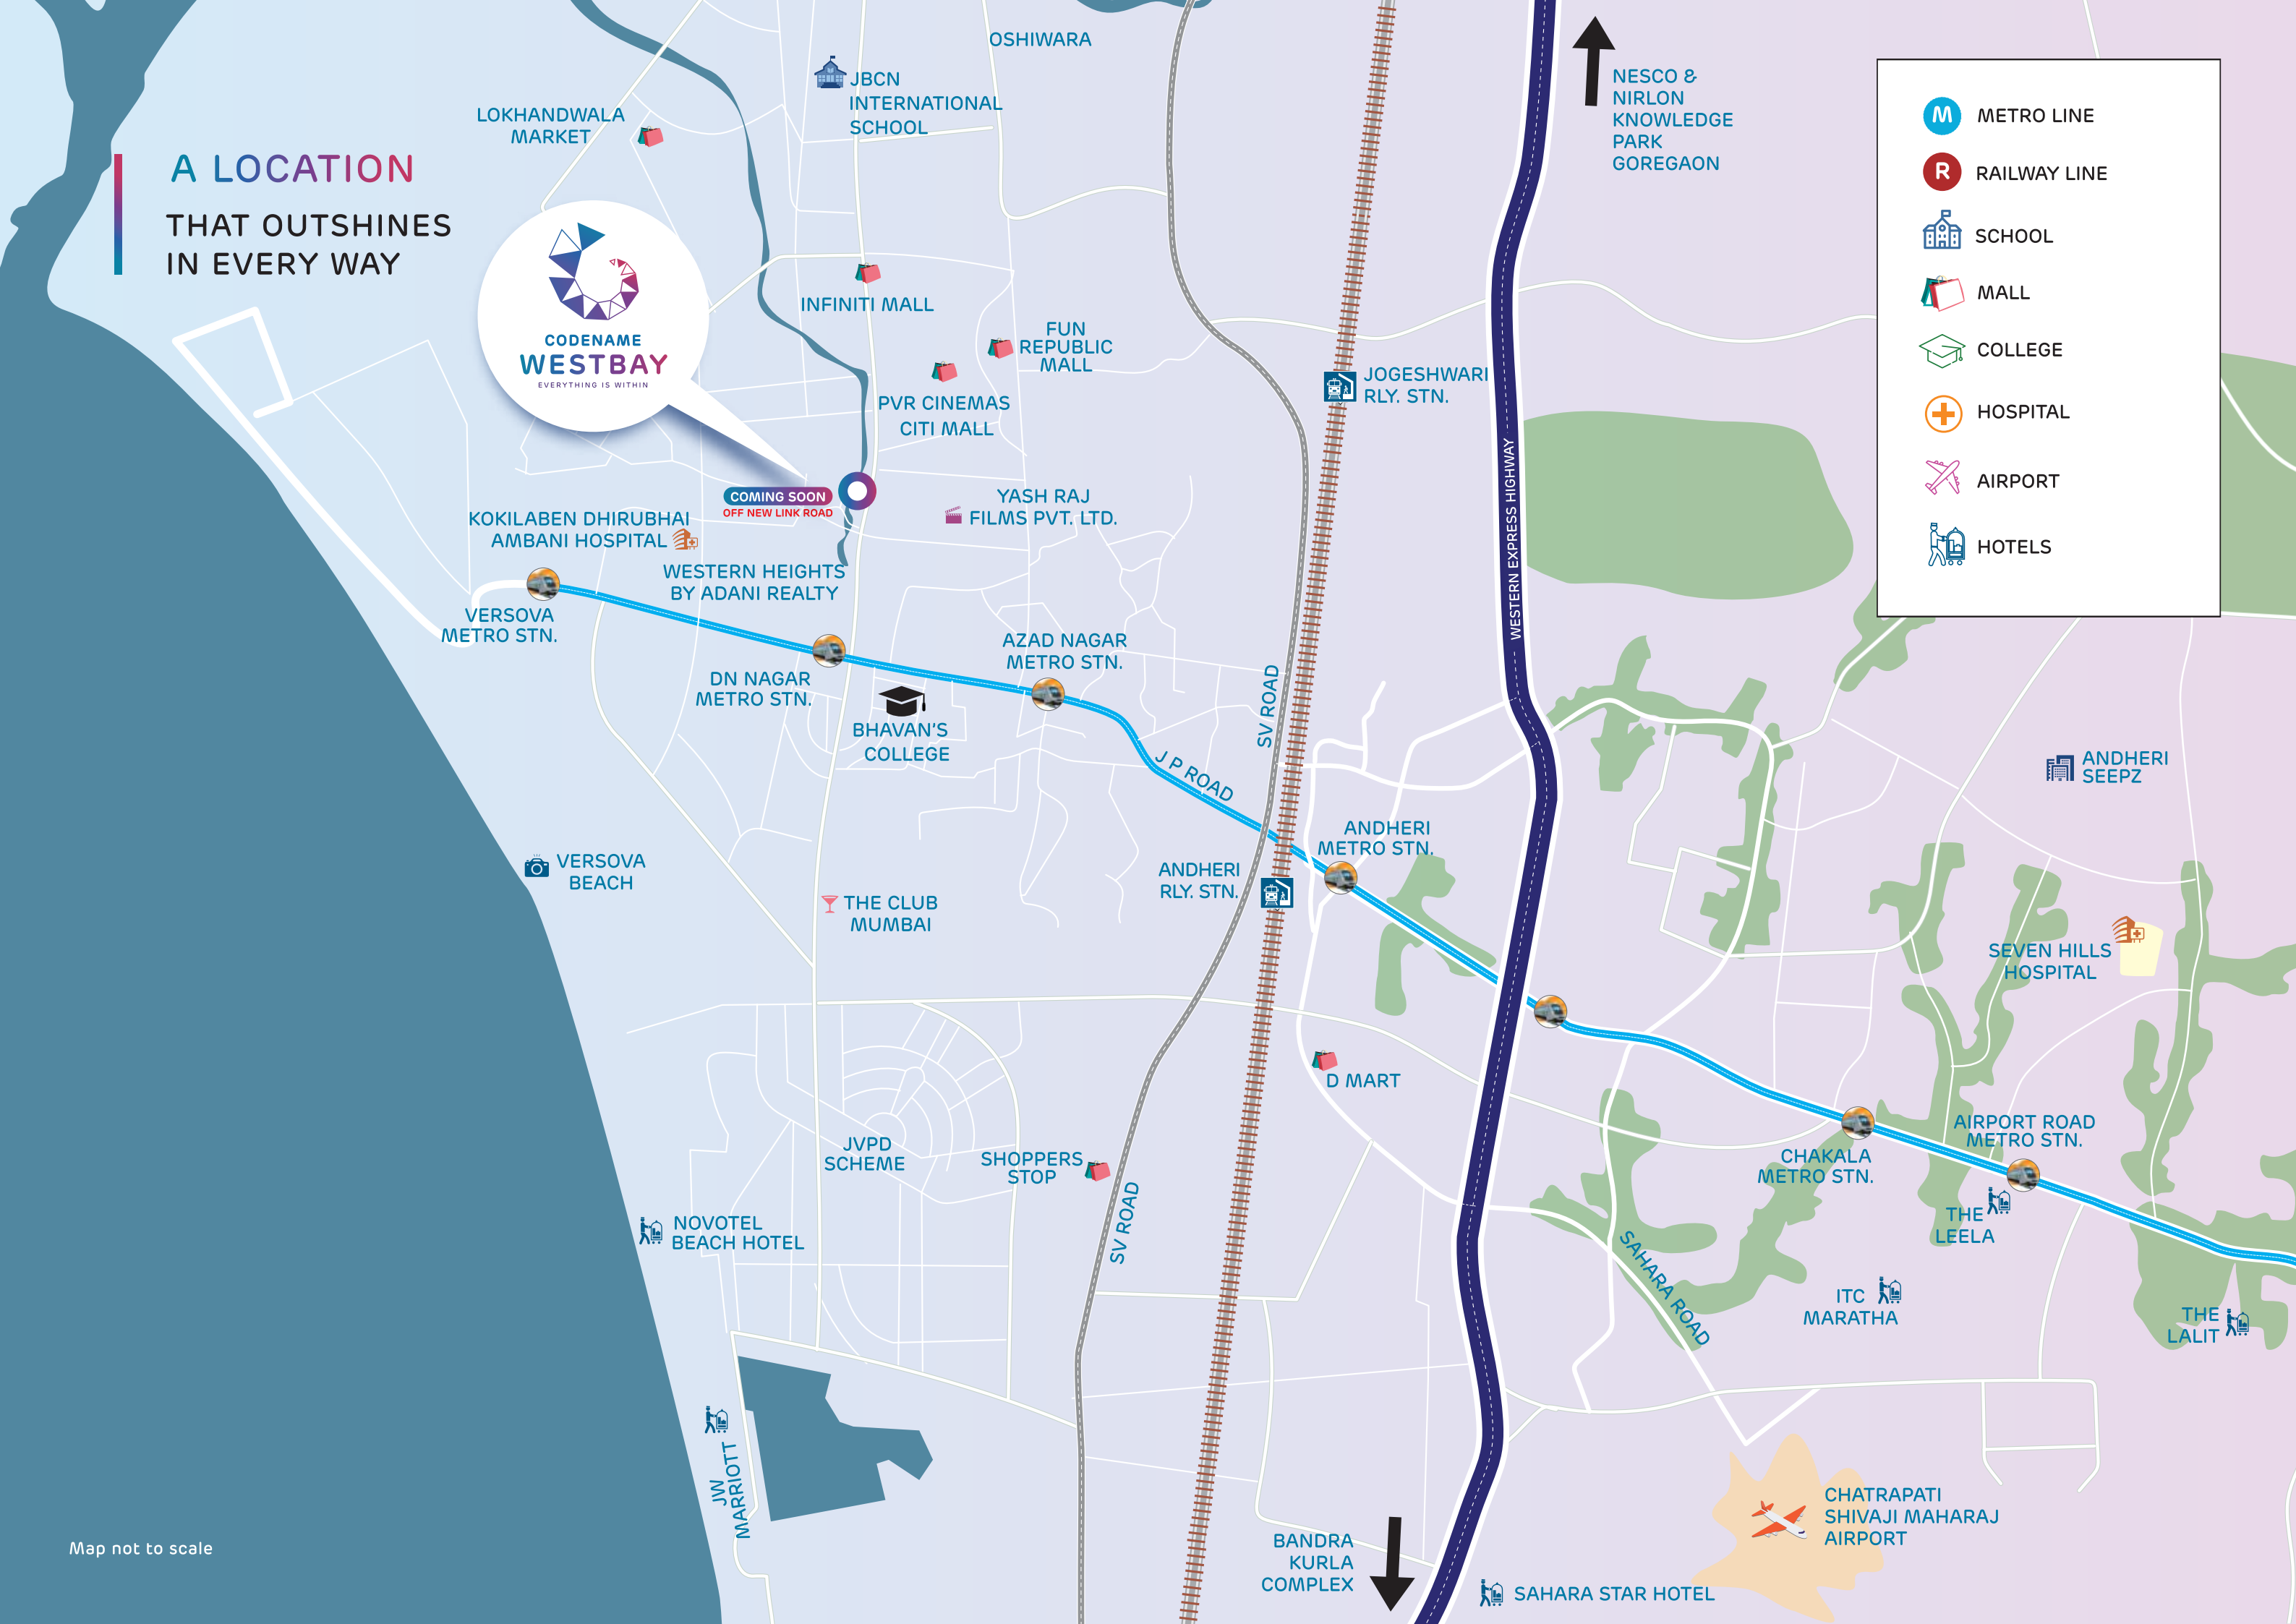 A LOCATION
THAT OUTSHINES
IN EVERY WAY
LOKHANDWALA
MARKET
JBCN
INTERNATIONAL
SCHOOL
OSHIWARA
NESCO &
NIRLON
KNOWLEDGE
PARK
GOREGAON
M METRO LINE
R RAILWAY LINE
SCHOOL
MALL
COLLEGE
HOSPITAL
AIRPORT
HOTELS
CODENAME
WESTBAY
EVERYTHING IS WITHIN
INFINITI MALL
FUN
REPUBLIC
MALL
PVR CINEMAS
CITI MALL
JOGESHWARI
RLY. STN.
WESTERN EXPRESS HIGHWAY
COMING SOON
OFF NEW LINK ROAD
YASH RAJ
FILMS PVT. LTD.
KOKILABEN DHIRUBHAI
AMBANI HOSPITAL
WESTERN HEIGHTS
BY ADANI REALTY
VERSOVA
METRO STN.
DN NAGAR
METRO STN.
AZAD NAGAR
METRO STN.
BHAVAN'S
COLLEGE
SV ROAD
J P ROAD
ANDHERI
SEEPZ
ANDHERI
METRO STN.
ANDHERI
RLY. STN.
VERSOVA
BEACH
THE CLUB
MUMBAI
SEVEN HILLS
HOSPITAL
D MART
JVPD
SCHEME
SHOPPERS
STOP
SV ROAD
CHAKALA
METRO STN.
AIRPORT ROAD
METRO STN.
THE
LEELA
NOVOTEL
BEACH HOTEL
SAHARA ROAD
ITC
MARATHA
THE
LALIT
JW
MARRIOTT
CHATRAPATI
SHIVAJI MAHARAJ
AIRPORT
BANDRA
KURLA
COMPLEX
SAHARA STAR HOTEL
Map not to scale